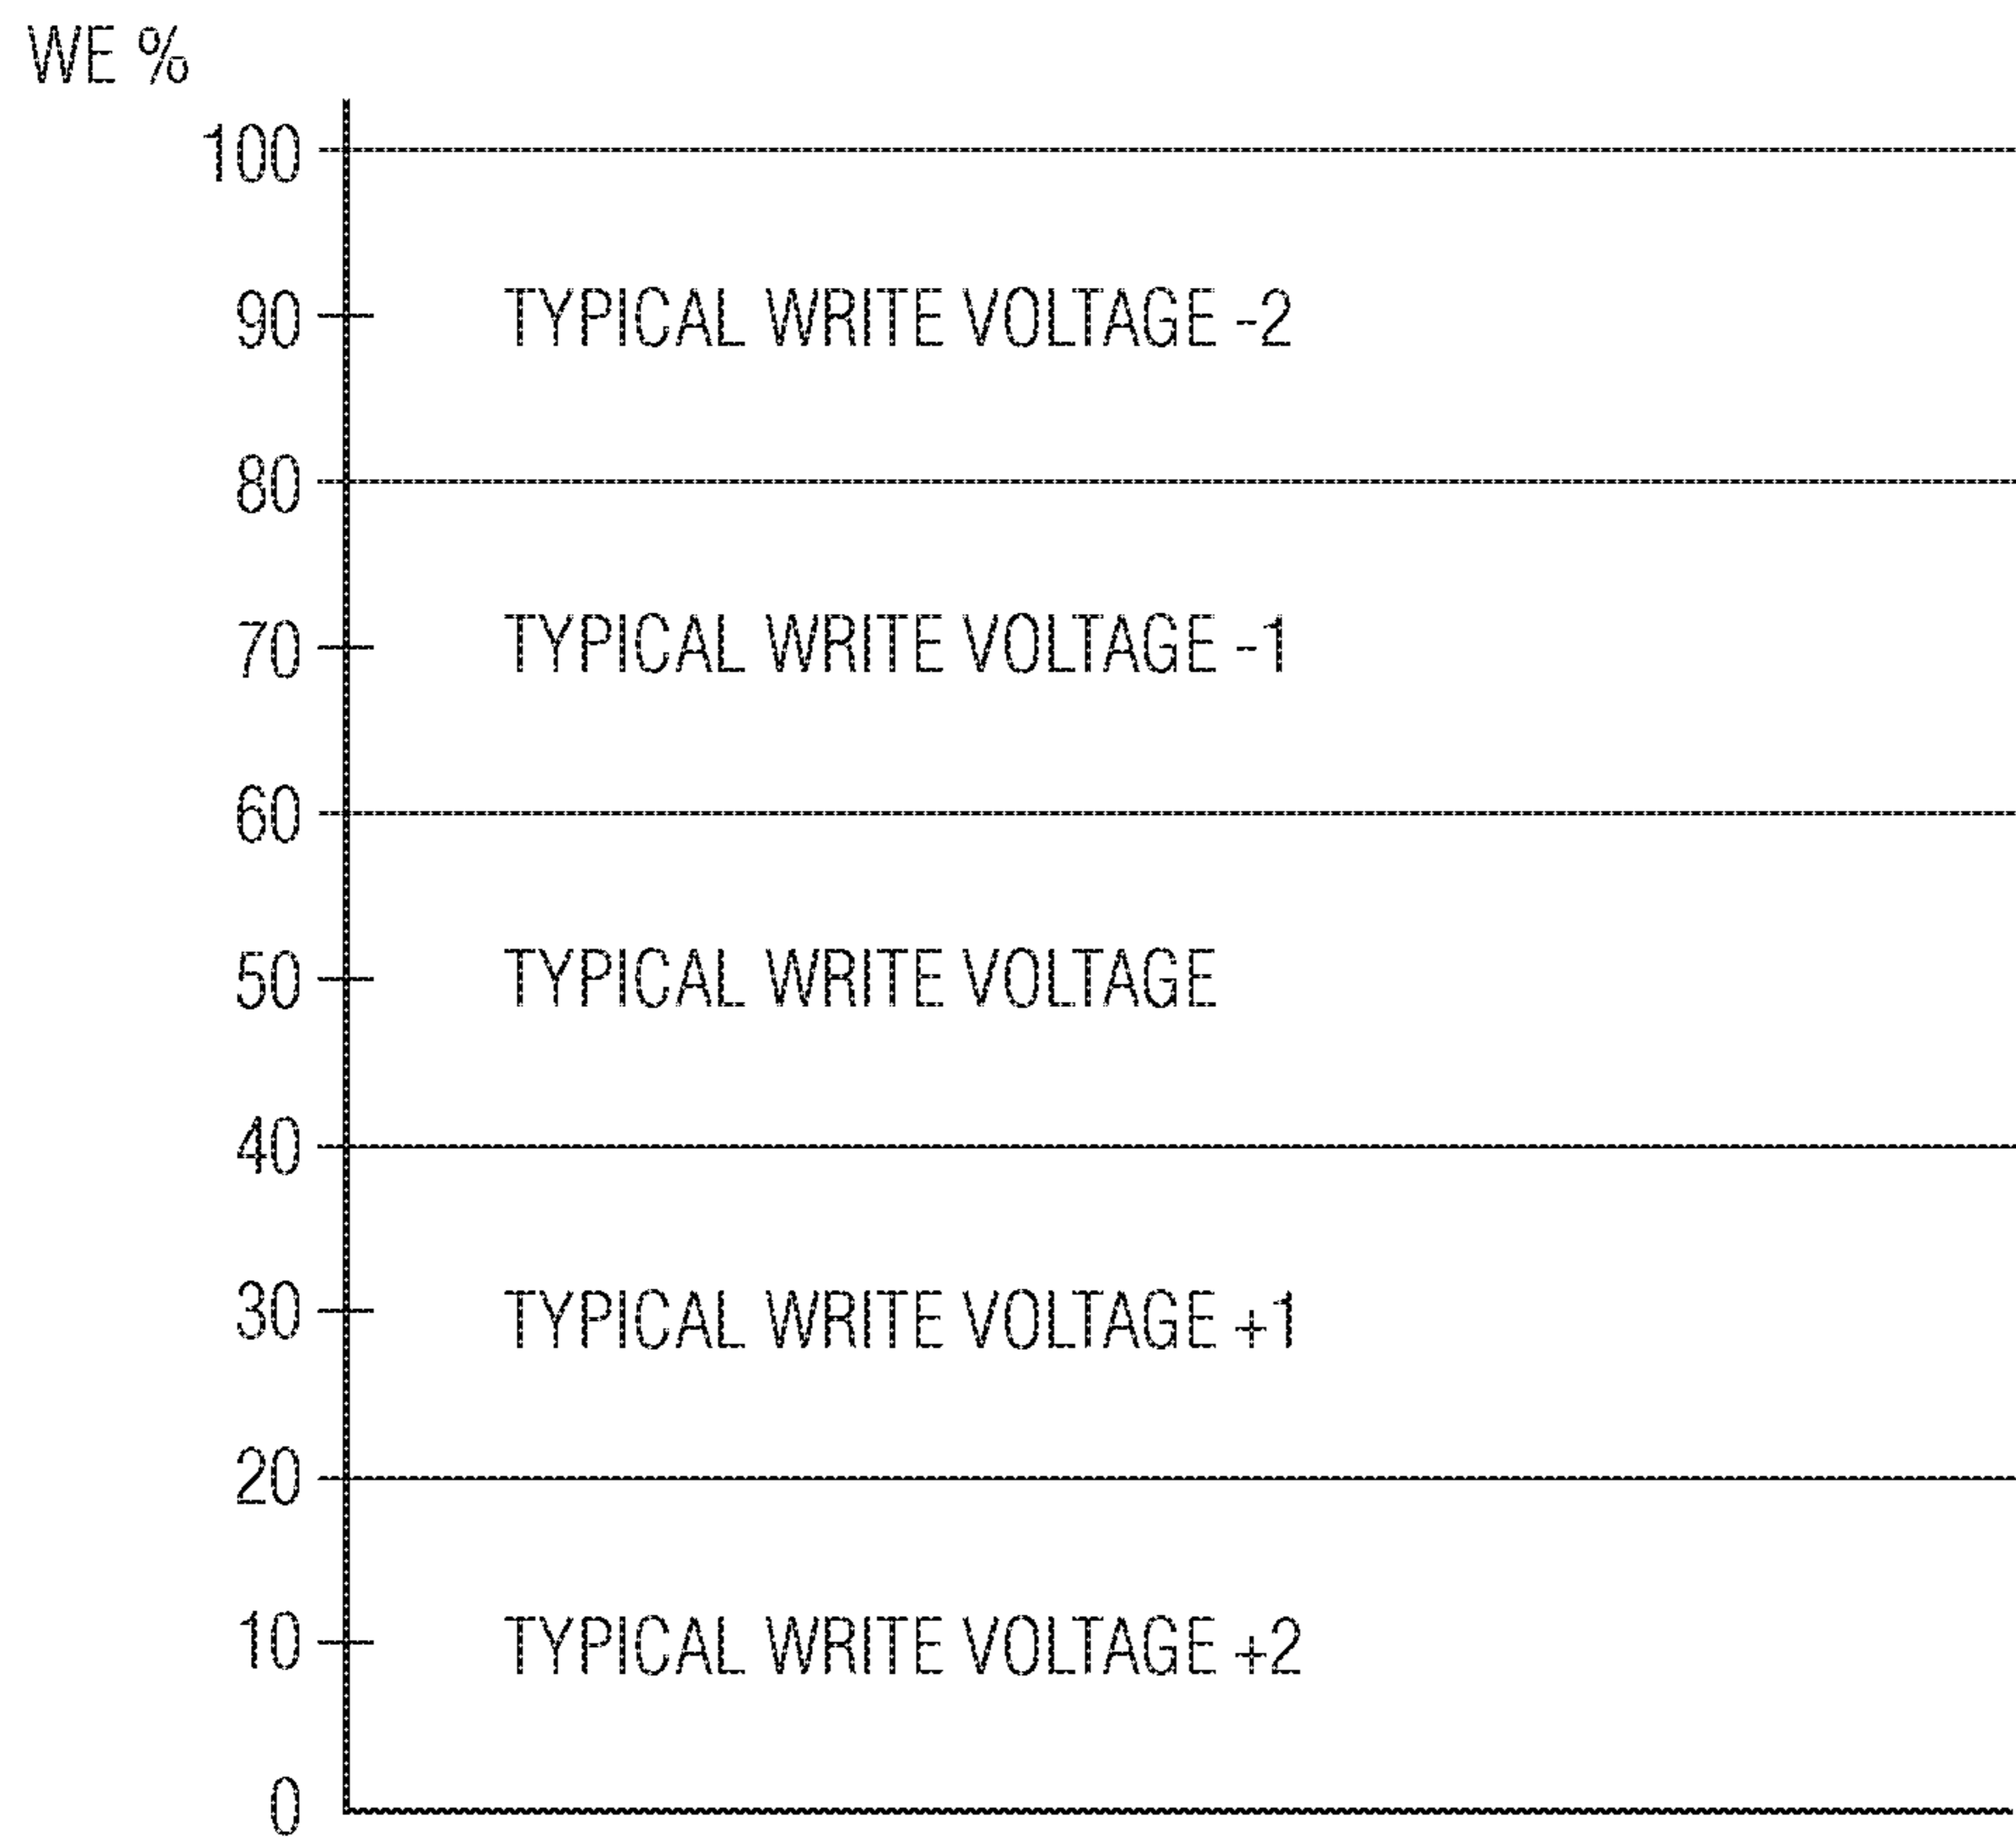 WE %
100
90 TYPICAL WRITE VOLTAGE -2
80
70 TYPICAL WRITE VOLTAGE -1
60
50 TYPICAL WRITE VOLTAGE
40
30 TYPICAL WRITE VOLTAGE +1
20
10 TYPICAL WRITE VOLTAGE +2
0